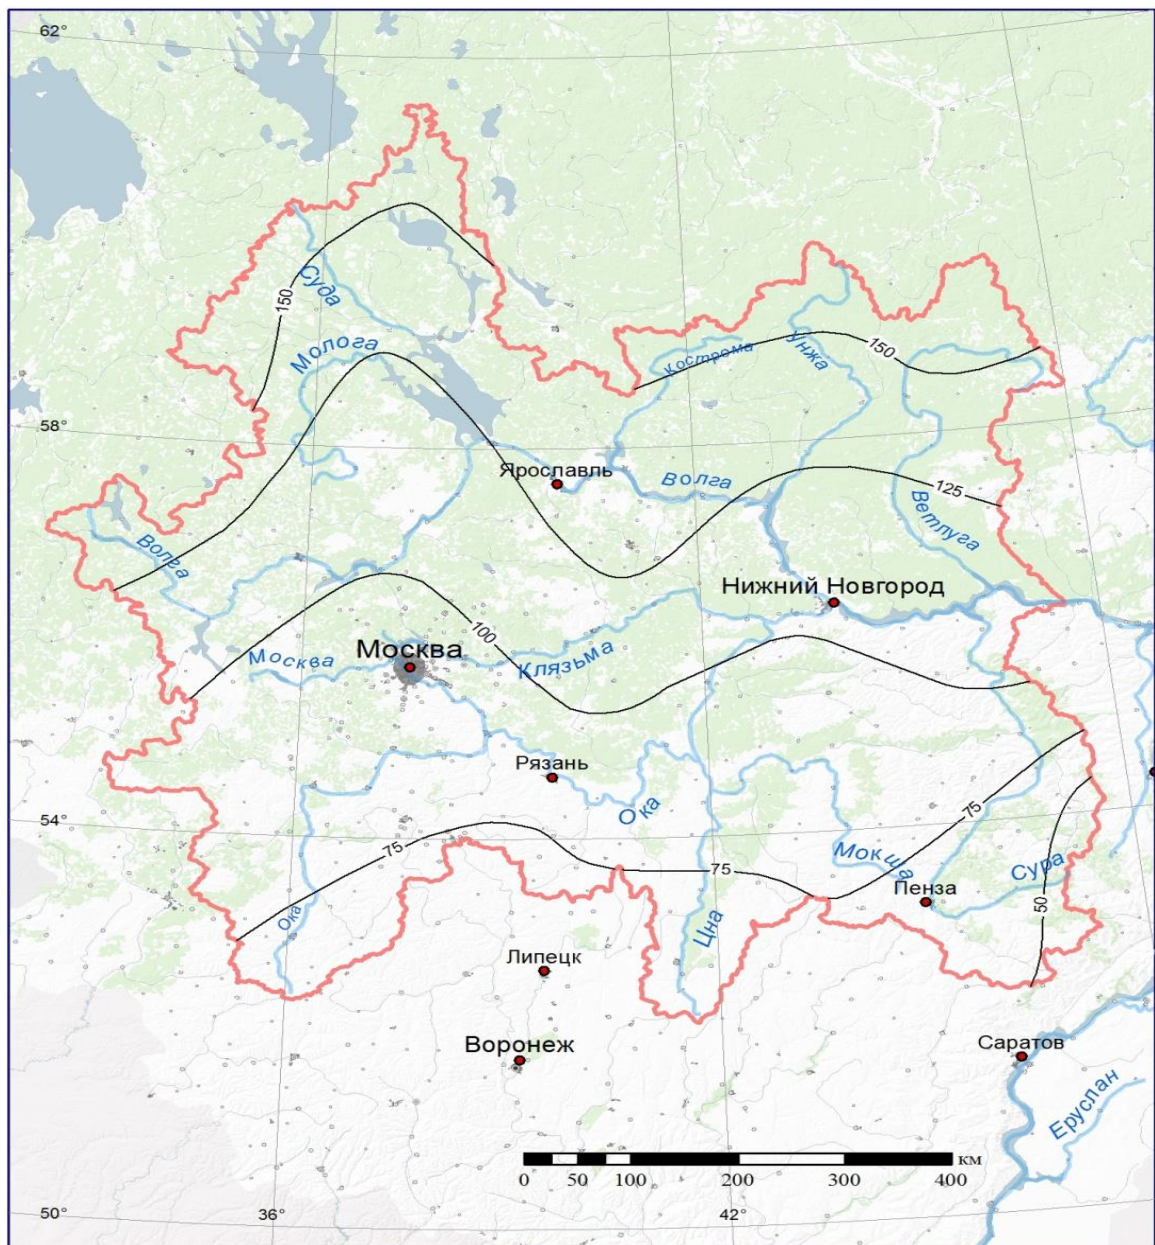 62°
Суда
150
Молога
Кострома
Унжа
150
58°
Ярославль
Волга
125
Ветлуга
Волга
Нижний Новгород
100
Москва
Москва
Клязьма
Рязань
Ока
75
54°
75
75
Мокша
Сура
Пенза
50
Ока
Цна
Липецк
Воронеж
Саратов
Еруслан
км
0 50 100 200 300 400
50°
36°
42°